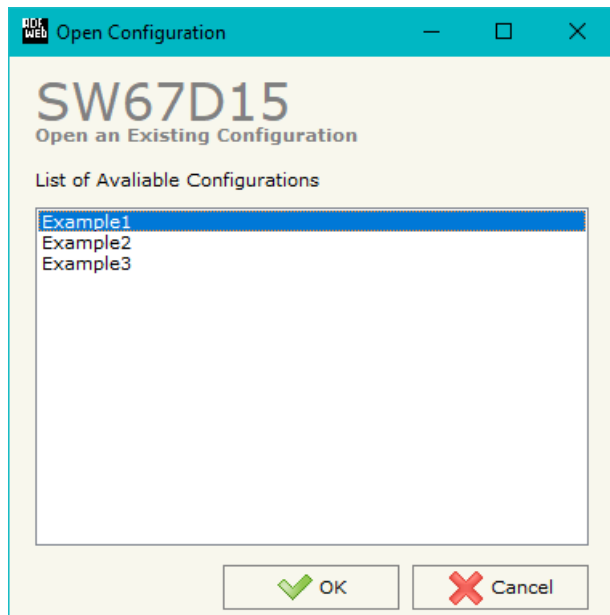 ADF
WEB
Open Configuration
SW67D15
Open an Existing Configuration
List of Avaliable Configurations
Example1
Example2
Example3
OK
Cancel